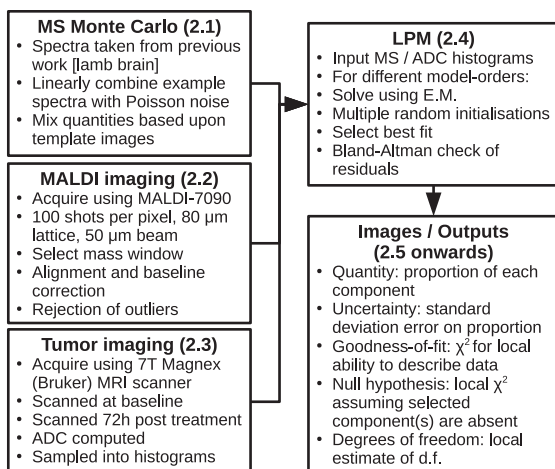 MS Monte Carlo (2.1)
• Spectra taken from previous
work [lamb brain]
• Linearly combine example
spectra with Poisson noise
• Mix quantities based upon
template images
MALDI imaging (2.2)
• Acquire using MALDI-7090
• 100 shots per pixel, 80 μm
lattice, 50 μm beam
• Select mass window
• Alignment and baseline
correction
• Rejection of outliers
Tumor imaging (2.3)
• Acquire using 7T Magnex
(Bruker) MRI scanner
• Scanned at baseline
• Scanned 72h post treatment
• ADC computed
• Sampled into histograms
LPM (2.4)
• Input MS / ADC histograms
• For different model-orders:
• Solve using E.M.
• Multiple random initialisations
• Select best fit
• Bland-Altman check of
residuals
Images / Outputs
(2.5 onwards)
• Quantity: proportion of each
component
• Uncertainty: standard
deviation error on proportion
• Goodness-of-fit: χ² for local
ability to describe data
• Null hypothesis: local χ²
assuming selected
component(s) are absent
• Degrees of freedom: local
estimate of d.f.